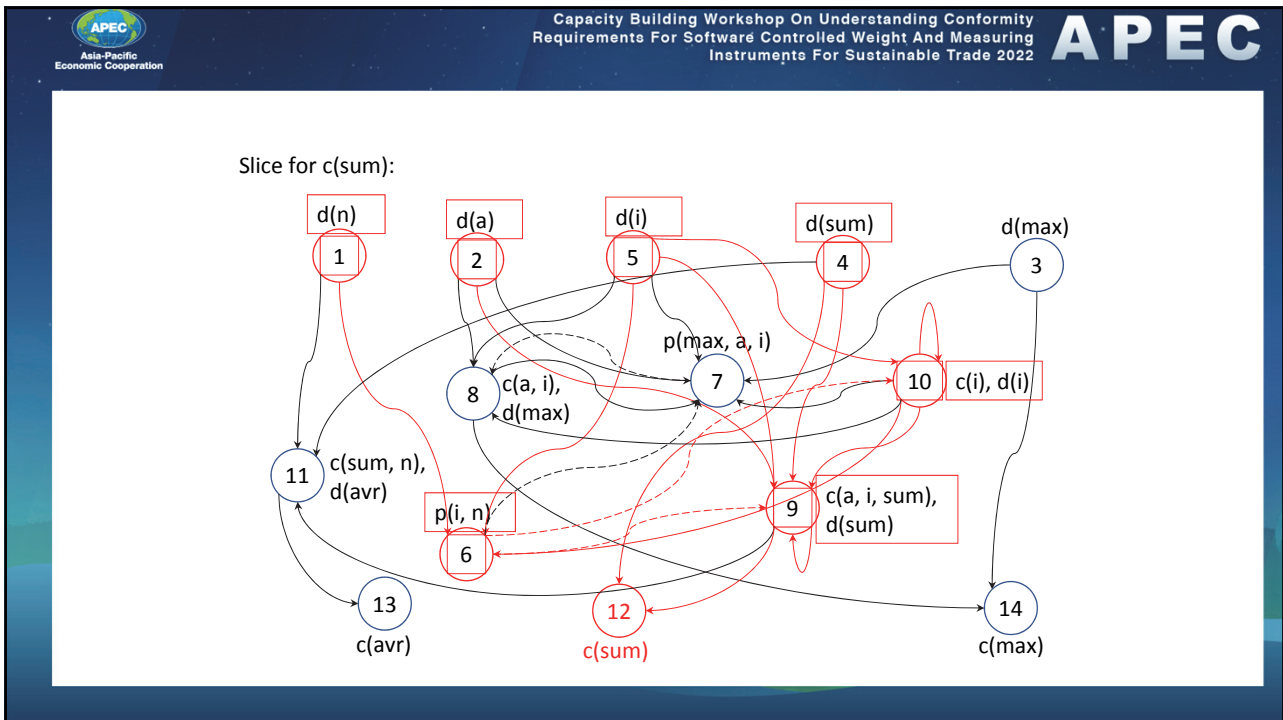 APEC
Asia-Pacific
Economic Cooperation
Capacity Building Workshop On Understanding Conformity
Requirements For Software Controlled Weight And Measuring
Instruments For Sustainable Trade 2022
APEC
Slice for c(sum):
d(n)
d(a)
d(i)
d(sum)
d(max)
1
2
5
4
3
p(max, a, i)
8
c(a, i),
d(max)
7
10
c(i), d(i)
11
c(sum, n),
d(avr)
p(i, n)
6
9
c(a, i, sum),
d(sum)
13
c(avr)
12
c(sum)
14
c(max)